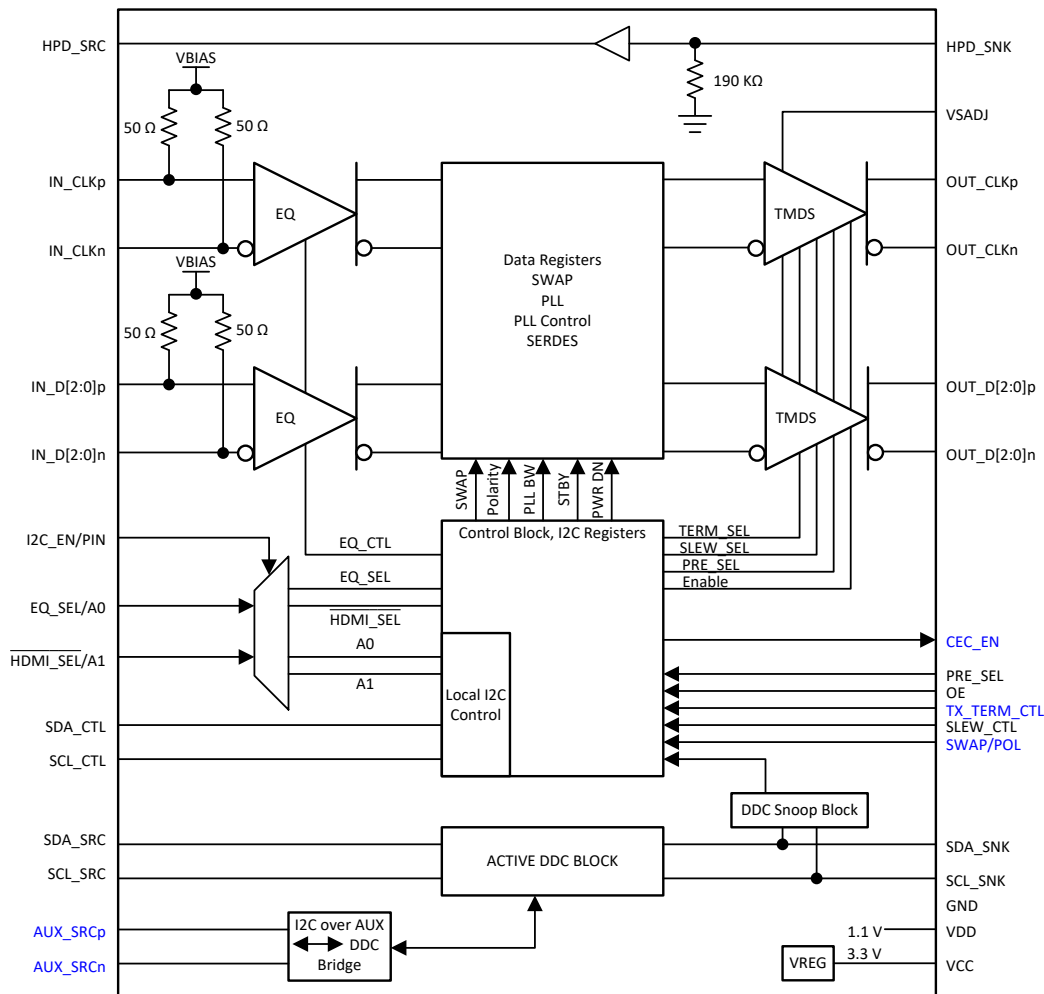 HPD_SRC
HPD_SNK
VBIAS
190 KΩ
VSADJ
50 Ω
50 Ω
IN_CLKp
OUT_CLKp
EQ
TMDS
IN_CLKn
OUT_CLKn
VBIAS
Data Registers
SWAP
PLL
PLL Control
SERDES
50 Ω
50 Ω
IN_D[2:0]p
OUT_D[2:0]p
EQ
TMDS
IN_D[2:0]n
OUT_D[2:0]n
SWAP
Polarity
PLL BW
STBY
PWR DN
I2C_EN/PIN
Control Block, I2C Registers
TERM_SEL
EQ_CTL
SLEW_SEL
PRE_SEL
EQ_SEL
Enable
EQ_SEL/A0
HDMI_SEL
A0
CEC_EN
HDMI_SEL/A1
A1
PRE_SEL
OE
Local I2C
Control
TX_TERM_CTL
SDA_CTL
SLEW_CTL
SWAP/POL
SCL_CTL
DDC Snoop Block
SDA_SRC
SDA_SNK
ACTIVE DDC BLOCK
SCL_SRC
SCL_SNK
GND
AUX_SRCp
I2C over AUX
DDC
Bridge
1.1 V
VDD
3.3 V
AUX_SRCn
VREG
VCC